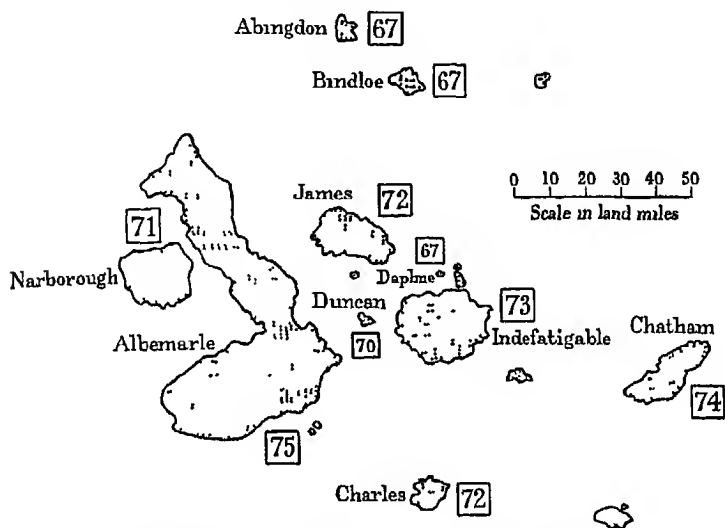 Abingdon 67
Bindloe 67
0 10 20 30 40 50
Scale in land miles
James 72
71
67
Narborough
Daphne
Duncan
73
Albemarle
70
Indefatigable
Chatham
74
75
Charles 72